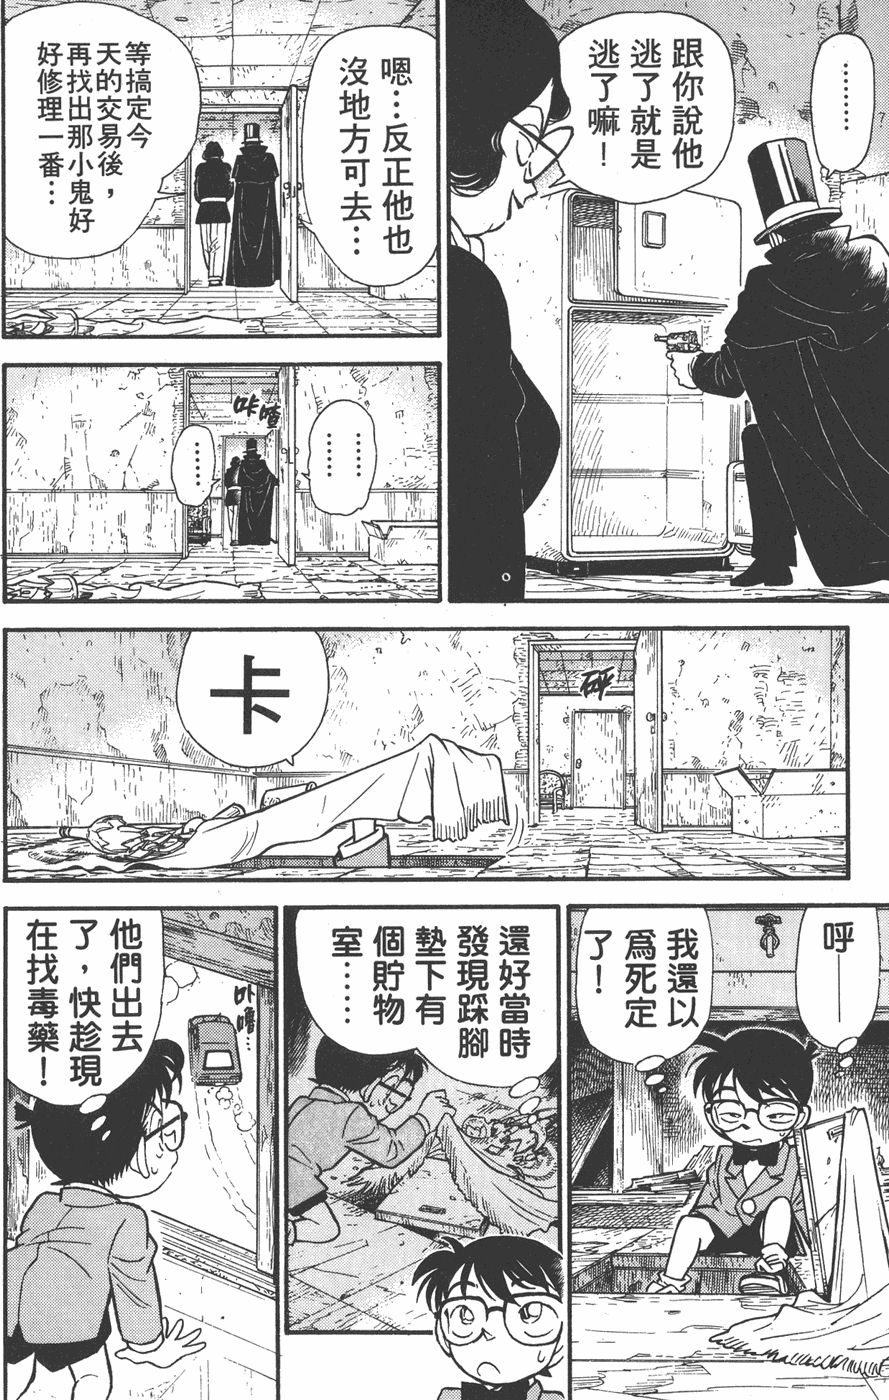 ………
跟你說他
逃了就是
逃了嘛！
嗯…反正他也
沒地方可去…
等搞定今
天的交易後，
再找出那小鬼好
好修理一番…
………
………
咔喳
砰
卡
呼──
我還以
為死定
了！
還好當時
發現踩腳
墊下有
個貯物
室……
他們出去
了，快趁現
在找毒藥！
卟嚕…